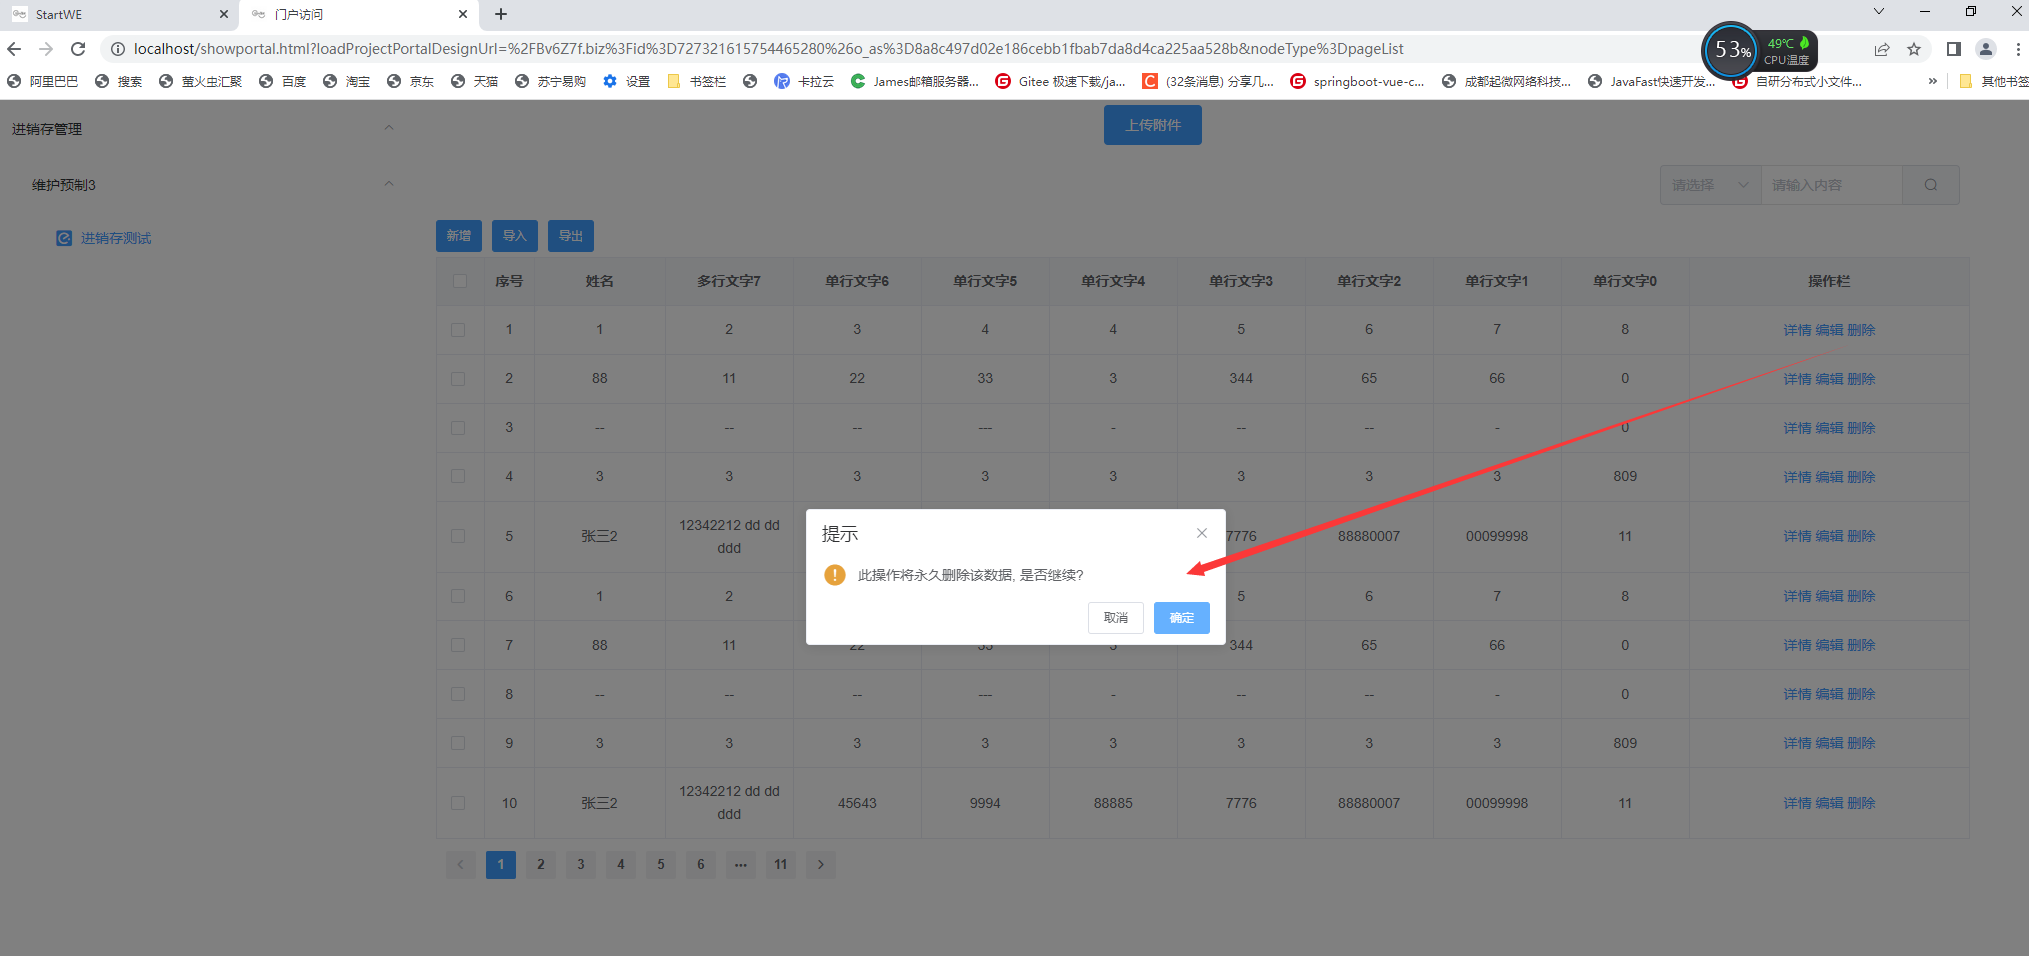 StartWE
门户访问
localhost/showportal.html?loadProjectPortalDesignUrl=%2FBv6Z7f.biz%3Fid%3D727321615754465280%26o_as%3D8a8c497d02e186cebb1fbab7da8d4ca225aa528b&nodeType%3DpageList
53%
49℃
CPU温度
阿里巴巴
搜索
萤火虫汇聚
百度
淘宝
京东
天猫
苏宁易购
设置
书签栏
卡拉云
James邮箱服务器...
Gitee 极速下载/ja...
(32条消息) 分享几...
springboot-vue-c...
成都起微网络科技...
JavaFast快速开发...
自研分布式小文件...
»
其他书签
进销存管理
上传附件
维护预制3
请选择
请输入内容
进销存测试
新增 导入 导出
序号 姓名 多行文字7 单行文字6 单行文字5 单行文字4 单行文字3 单行文字2 单行文字1 单行文字0 操作栏
1 1 2 3 4 4 5 6 7 8 详情 编辑 删除
2 88 11 22 33 3 344 65 66 0 详情 编辑 删除
3 -- -- -- --- - -- -- - 0 详情 编辑 删除
4 3 3 3 3 3 3 3 3 809 详情 编辑 删除
5 张三2 12342212 dd dd ddd 7776 88880007 00099998 11 详情 编辑 删除
提示
此操作将永久删除该数据, 是否继续?
取消 确定
6 1 2 5 6 7 8 详情 编辑 删除
7 88 11 22 33 3 344 65 66 0 详情 编辑 删除
8 -- -- -- --- - -- -- - 0 详情 编辑 删除
9 3 3 3 3 3 3 3 3 809 详情 编辑 删除
10 张三2 12342212 dd dd ddd 45643 9994 88885 7776 88880007 00099998 11 详情 编辑 删除
1 2 3 4 5 6 ... 11